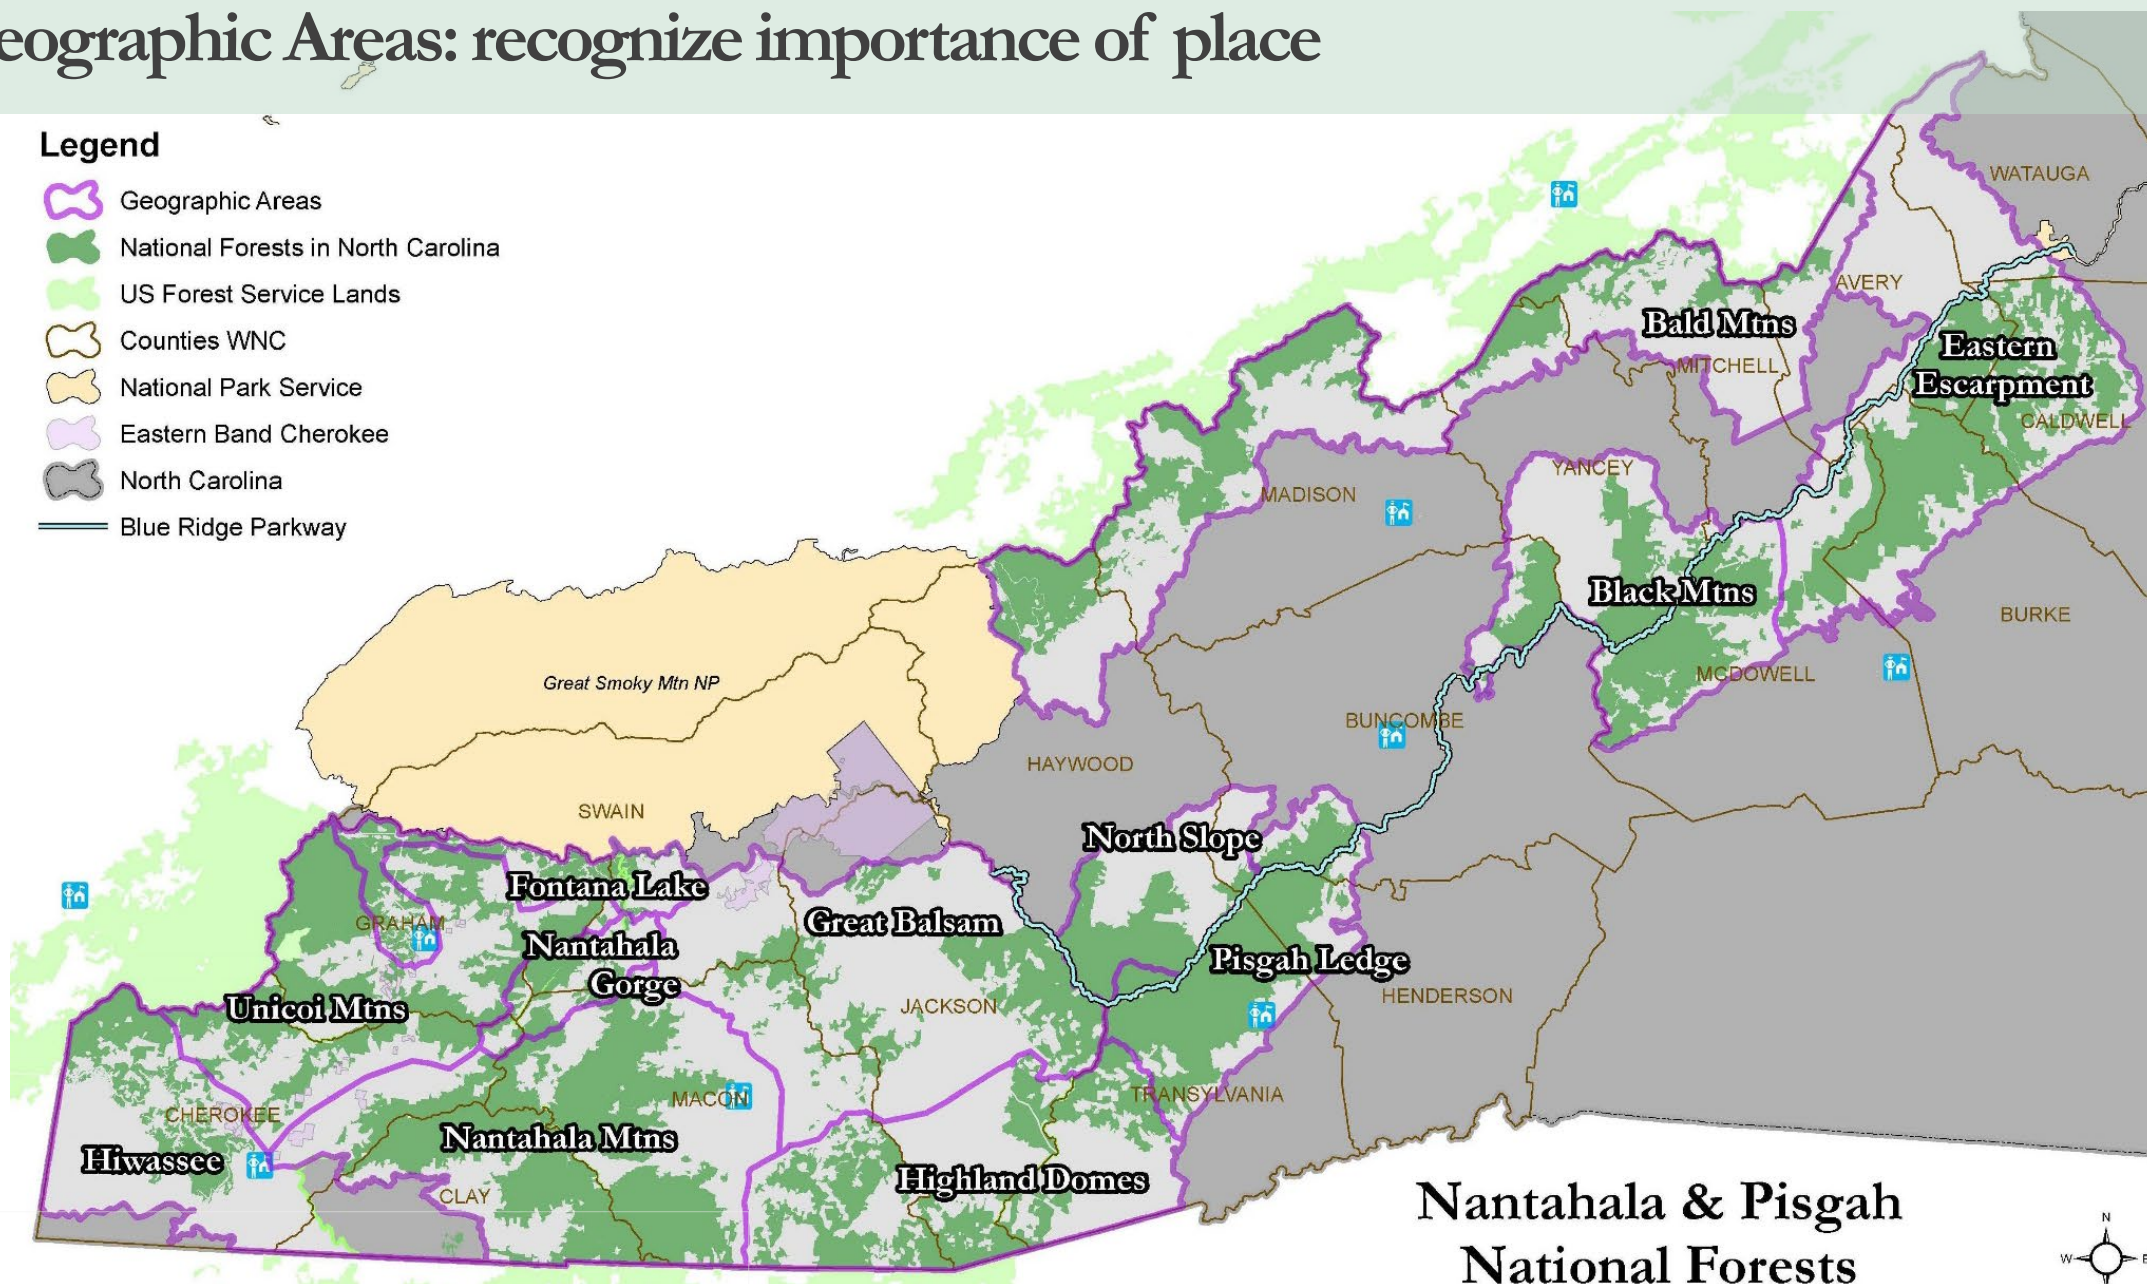 eographic Areas: recognize importance of place
Legend
Geographic Areas
National Forests in North Carolina
US Forest Service Lands
Counties WNC
National Park Service
Eastern Band Cherokee
North Carolina
Blue Ridge Parkway
WATAUGA
AVERY
Bald Mtns
MITCHELL
Eastern
Escarpment
CALDWELL
YANCEY
MADISON
Black Mtns
BURKE
MCDOWELL
Great Smoky Mtn NP
BUNCOMBE
HAYWOOD
SWAIN
North Slope
Fontana Lake
GRAHAM
Great Balsam
Nantahala
Gorge
Pisgah Ledge
HENDERSON
JACKSON
Unicoi Mtns
MACON
TRANSYLVANIA
CHEROKEE
Nantahala Mtns
Hiwassee
Highland Domes
CLAY
Nantahala & Pisgah
National Forests
N
W
E